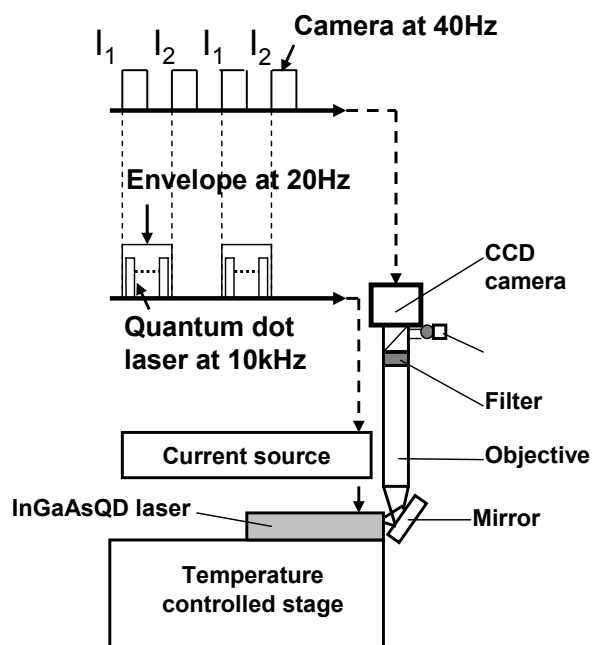 I1 I2 I1 I2
Camera at 40Hz
Envelope at 20Hz
Quantum dot
laser at 10kHz
CCD
camera
Filter
Current source
Objective
InGaAsQD laser
Mirror
Temperature
controlled stage